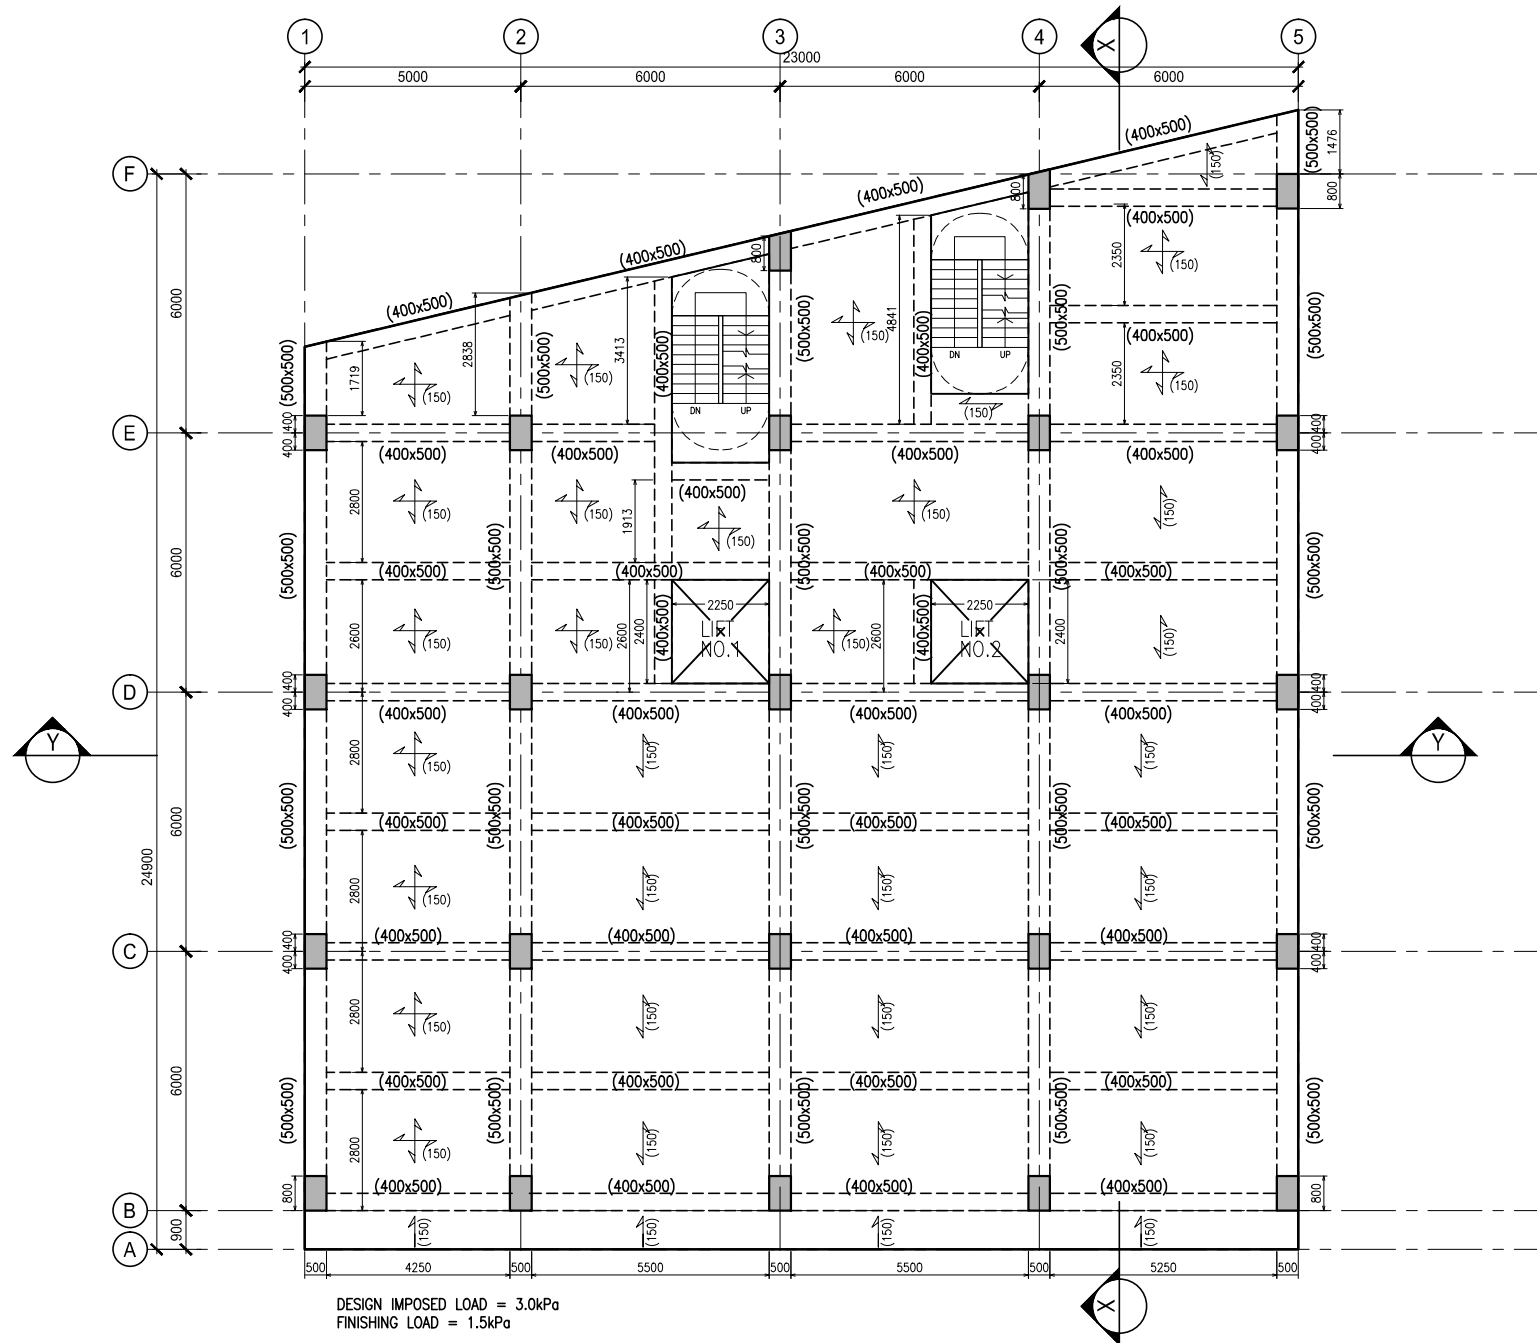 1 2 3 4 X 5
23000
5000 6000 6000 6000
(400x500) (500x500) 1476
F
(150)
800 800
(400x500) (400x500)
800 (400x500) 2350 (150)
(400x500)
6000 (400x500) 2838 (500x500) (150) 4841 (500x500) (500x500)
(400x500)
1719 (500x500) 3413 (400x500) (400x500) DN UP 2350 (150)
(500x500) (150) (150) DN UP (150)
E
400 400 400 400
(400x500) (400x500) (400x500) (400x500)
2800 (150) (150) (400x500) (150) (150)
6000 (500x500) (500x500) 1913 (150) (500x500) (500x500) (500x500)
(400x500) (400x500) (400x500) (400x500)
2600 (150) (150) 2600 2400 (400x500) 2250 (150) 2600 (400x500) 2250 2400 (150)
LIFT LIFT
NO.1 NO.2
D
400 400 400 400
(400x500) (400x500) (400x500) (400x500)
Y 2800 (150) (150) (150) (150) Y
6000 (500x500) (500x500) (500x500) (500x500) (500x500)
(400x500) (400x500) (400x500) (400x500)
24900 2800 (150) (150) (150) (150)
(400x500) (400x500) (400x500) (400x500)
C
400 400 400 400
2800 (150) (150) (150) (150)
6000 (500x500) (500x500) (500x500) (500x500) (500x500)
(400x500) (400x500) (400x500) (400x500)
2800 (150) (150) (150) (150)
800 (400x500) (400x500) (400x500) (400x500) 800
B
900 (150) (150) (150) (150)
A
500 4250 500 5500 500 5500 500 5250 500
DESIGN IMPOSED LOAD = 3.0kPa X
FINISHING LOAD = 1.5kPa